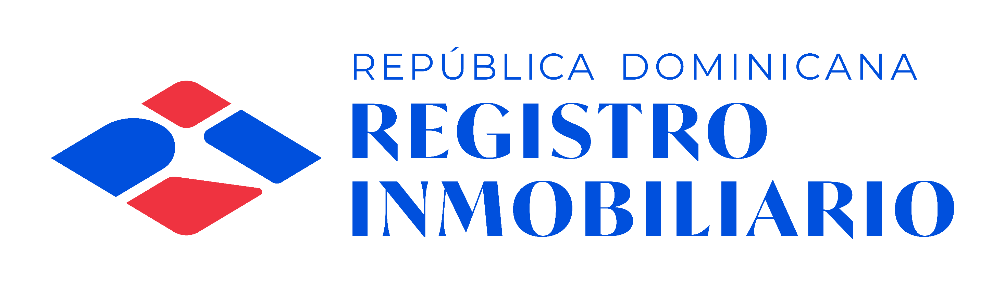 REPÚBLICA DOMINICANA
REGISTRO
INMOBILIARIO